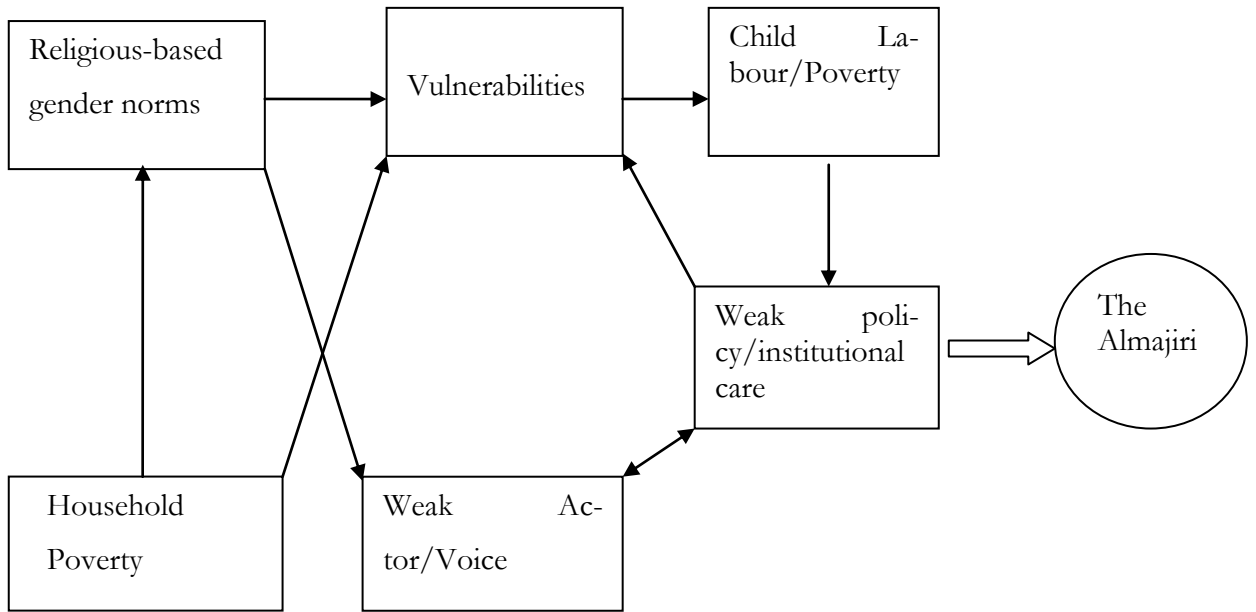 Religious-based
gender norms
Vulnerabilities
Child La-
bour/Poverty
Weak poli-
cy/institutional
care
The
Almajiri
Household
Poverty
Weak Ac-
tor/Voice